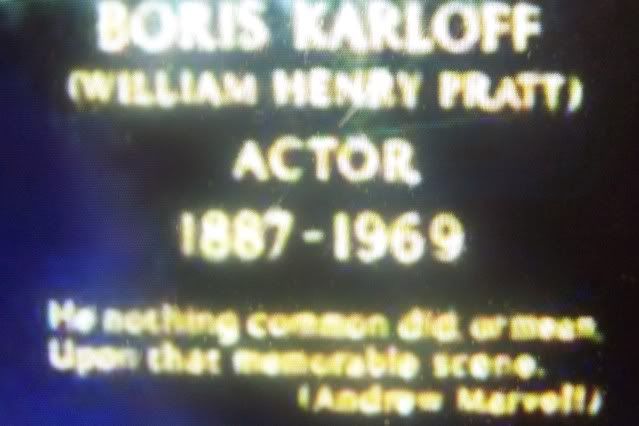 BORIS KARLOFF
(WILLIAM HENRY PRATT)
ACTOR
1887-1969
He nothing common did, or mean,
Upon that memorable scene.
(Andrew Marvell)